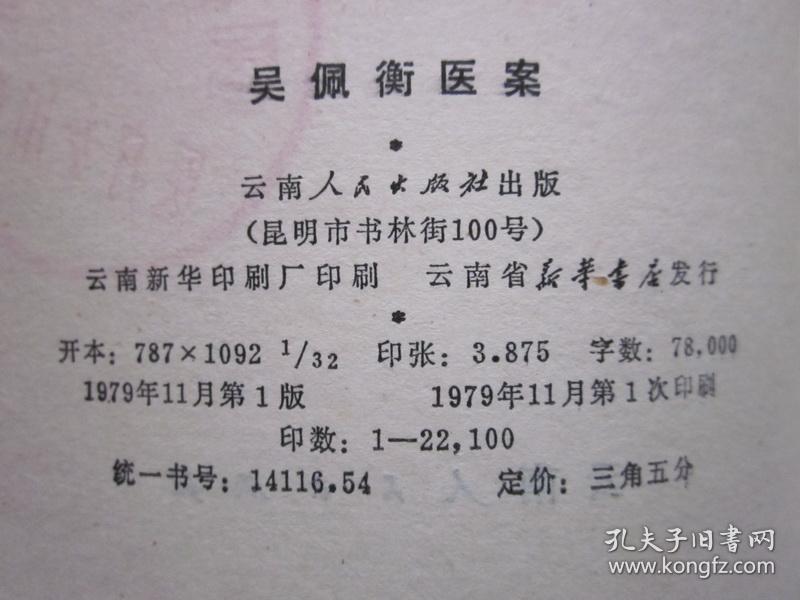 吴佩衡医案
*
云南人民出版社出版
(昆明市书林街100号)
云南新华印刷厂印刷 云南省新华书店发行
*
开本：787×1092 1/32 印张：3.875 字数：78,000
1979年11月第1版 1979年11月第1次印刷
印数：1—22,100
统一书号：14116.54 定价：三角五分
孔夫子旧书网
www.kongfz.com